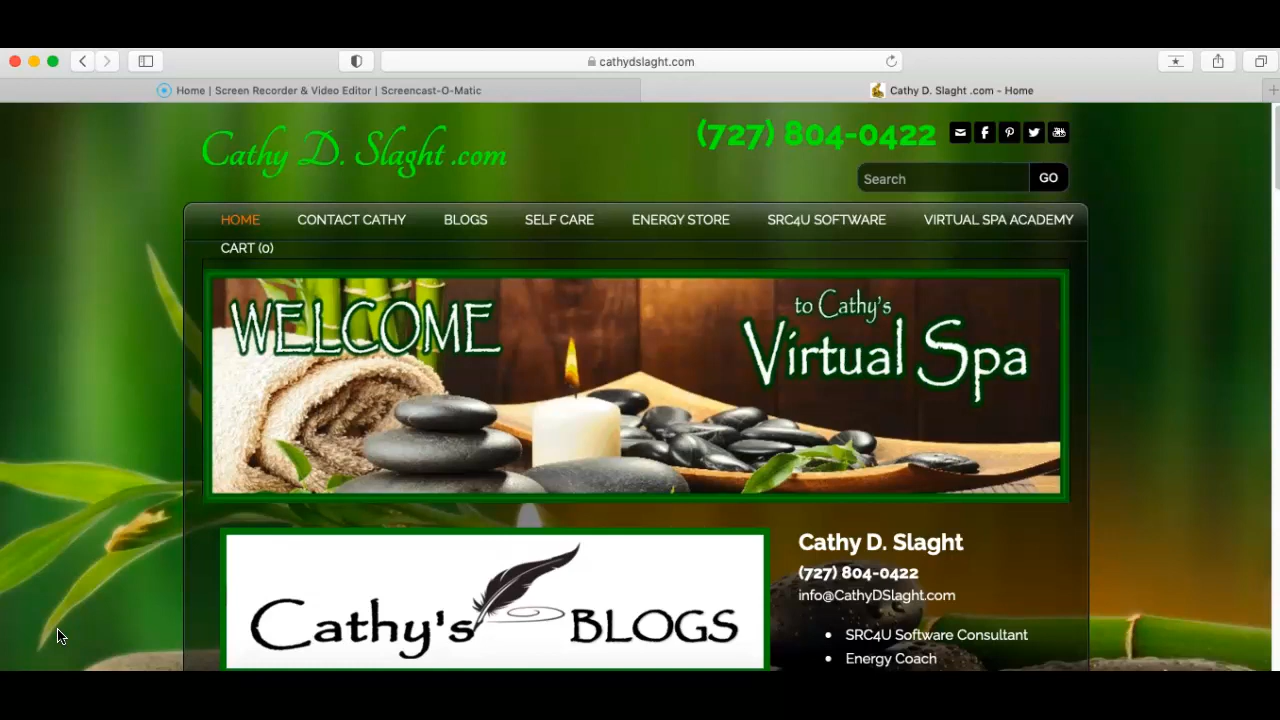 cathydslaght.com
Home | Screen Recorder & Video Editor | Screencast-O-Matic
Cathy D. Slaght .com - Home
Cathy D. Slaght .com
(727) 804-0422
Search
GO
HOME CONTACT CATHY BLOGS SELF CARE ENERGY STORE SRC4U SOFTWARE VIRTUAL SPA ACADEMY
CART (0)
WELCOME
to Cathy's
Virtual Spa
Cathy's BLOGS
Cathy D. Slaght
(727) 804-0422
info@CathyDSlaght.com
SRC4U Software Consultant
Energy Coach